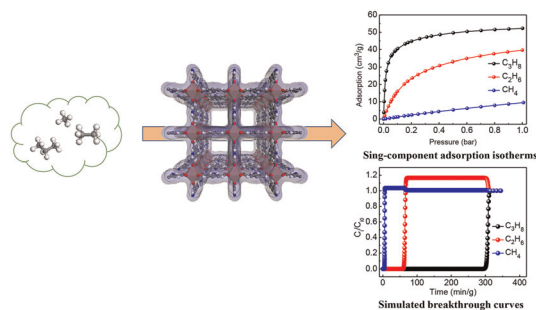 60
50
40
30
20
10
0
Adsorption (cm³/g)
C₃H₈
C₂H₆
CH₄
0.0 0.2 0.4 0.6 0.8 1.0
Pressure (bar)
Sing-component adsorption isotherms
1.2
1.0
0.8
0.6
0.4
0.2
0.0
C/C₀
C₃H₈
C₂H₆
CH₄
0 100 200 300 400
Time (min/g)
Simulated breakthrough curves